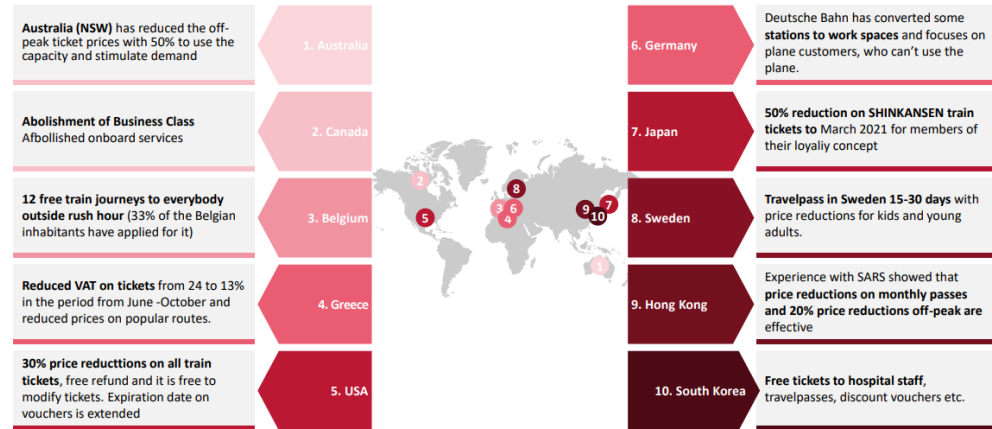 Australia (NSW) has reduced the off-
peak ticket prices with 50% to use the
capacity and stimulate demand
1. Australia
Abolishment of Business Class
Afbollished onboard services
2. Canada
12 free train journeys to everybody
outside rush hour (33% of the Belgian
inhabitants have applied for it)
3. Belgium
Reduced VAT on tickets from 24 to 13%
in the period from June -October and
reduced prices on popular routes.
4. Greece
30% price reducttions on all train
tickets, free refund and it is free to
modify tickets. Expiration date on
vouchers is extended
5. USA
2
5
8
3
6
4
9
10
7
1
6. Germany
Deutsche Bahn has converted some
stations to work spaces and focuses on
plane customers, who can't use the
plane.
7. Japan
50% reduction on SHINKANSEN train
tickets to March 2021 for members of
their loyaliy concept
8. Sweden
Travelpass in Sweden 15-30 days with
price reductions for kids and young
adults.
9. Hong Kong
Experience with SARS showed that
price reductions on monthly passes
and 20% price reductions off-peak are
effective
10. South Korea
Free tickets to hospital staff,
travelpasses, discount vouchers etc.